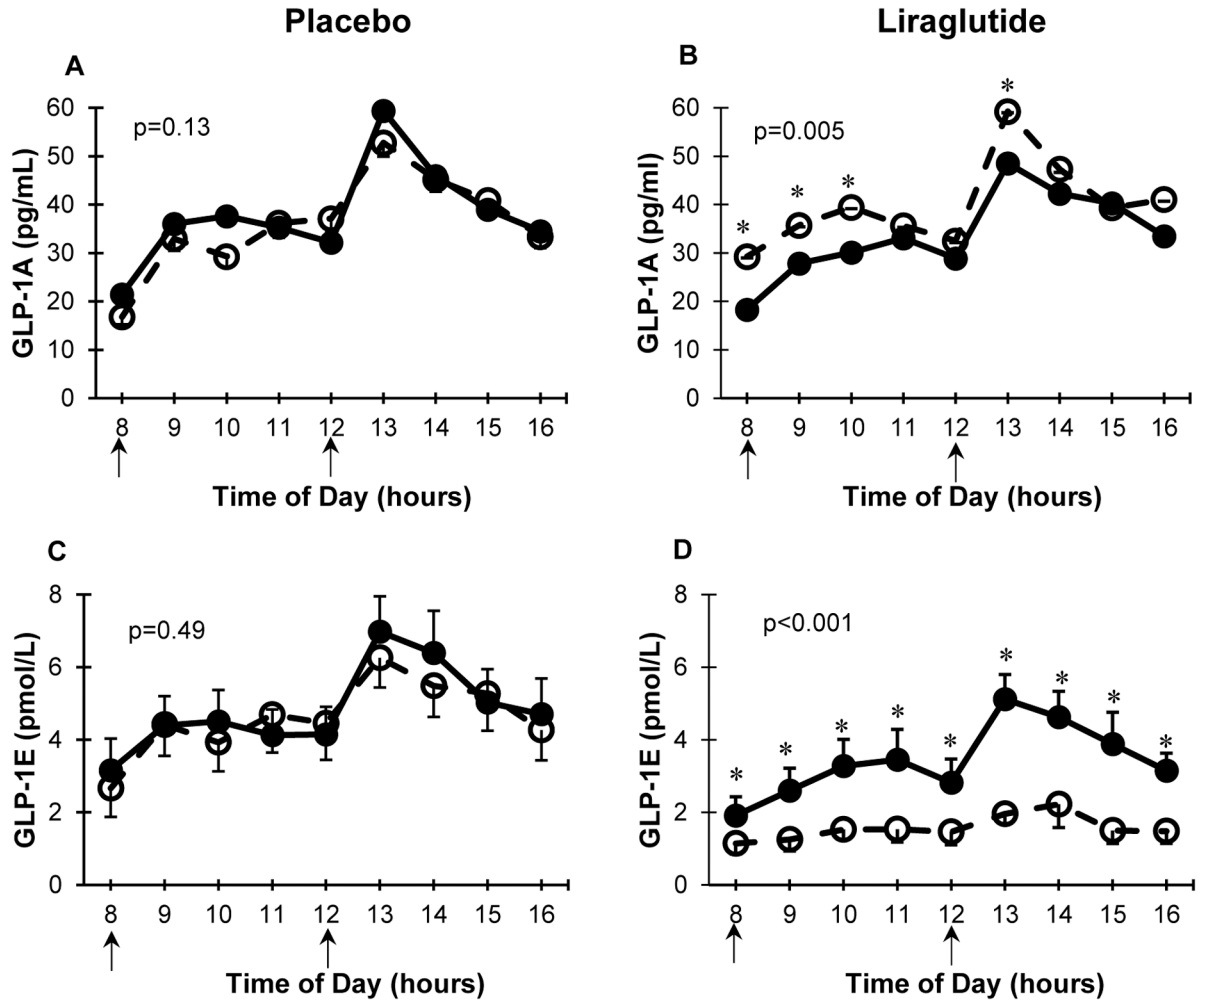 Placebo
Liraglutide
A
GLP-1A (pg/mL)
60
50
40
30
20
10
0
p=0.13
8 9 10 11 12 13 14 15 16
Time of Day (hours)
B
GLP-1A (pg/ml)
60
50
40
30
20
10
0
p=0.005
* * * *
8 9 10 11 12 13 14 15 16
Time of Day (hours)
C
GLP-1E (pmol/L)
8
6
4
2
0
p=0.49
8 9 10 11 12 13 14 15 16
Time of Day (hours)
D
GLP-1E (pmol/L)
8
6
4
2
0
p<0.001
* * * * * * * * *
8 9 10 11 12 13 14 15 16
Time of Day (hours)